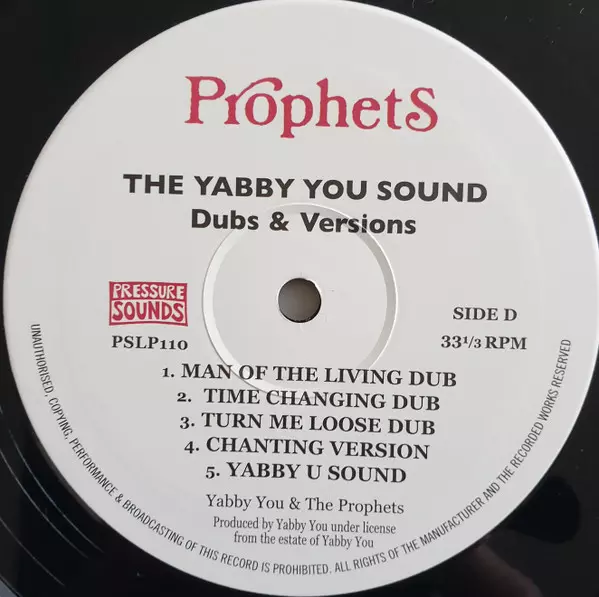 Prophets
THE YABBY YOU SOUND
Dubs & Versions
PRESSURE
SOUNDS
PSLP110
SIDE D
33 1/3 RPM
1. MAN OF THE LIVING DUB
2. TIME CHANGING DUB
3. TURN ME LOOSE DUB
4. CHANTING VERSION
5. YABBY U SOUND
Yabby You & The Prophets
Produced by Yabby You under license
from the estate of Yabby You
UNAUTHORISED, COPYING, PERFORMANCE & BROADCASTING OF THIS RECORD IS PROHIBITED. ALL RIGHTS OF THE MANUFACTURER AND THE RECORDED WORKS RESERVED